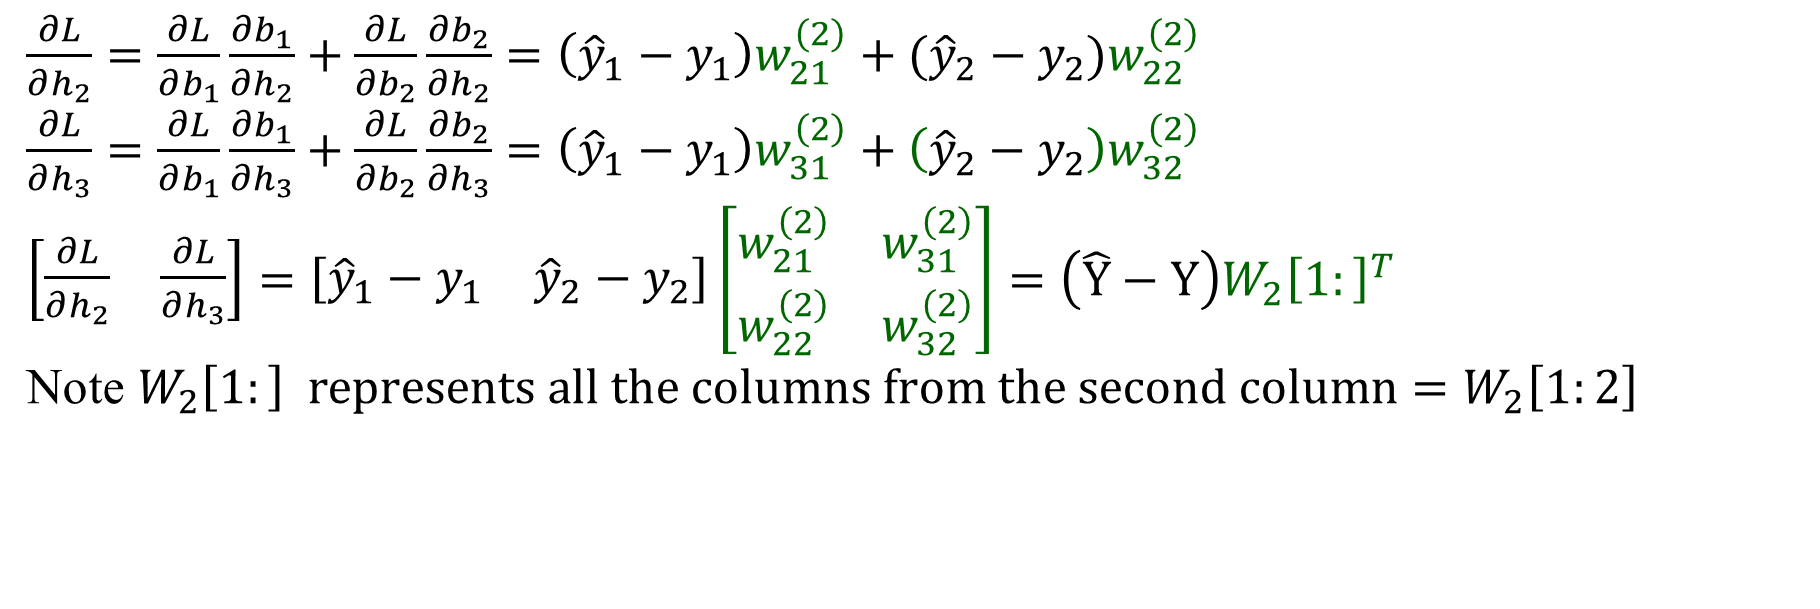 ∂L/∂h₂ = ∂L/∂b₁ ∂b₁/∂h₂ + ∂L/∂b₂ ∂b₂/∂h₂ = (ŷ₁ − y₁)w₂₁⁽²⁾ + (ŷ₂ − y₂)w₂₂⁽²⁾
∂L/∂h₃ = ∂L/∂b₁ ∂b₁/∂h₃ + ∂L/∂b₂ ∂b₂/∂h₃ = (ŷ₁ − y₁)w₃₁⁽²⁾ + (ŷ₂ − y₂)w₃₂⁽²⁾
[∂L/∂h₂ ∂L/∂h₃] = [ŷ₁ − y₁ ŷ₂ − y₂] [w₂₁⁽²⁾ w₃₁⁽²⁾; w₂₂⁽²⁾ w₃₂⁽²⁾] = (Ŷ − Y)W₂[1: ]ᵀ
Note W₂[1: ] represents all the columns from the second column = W₂[1: 2]